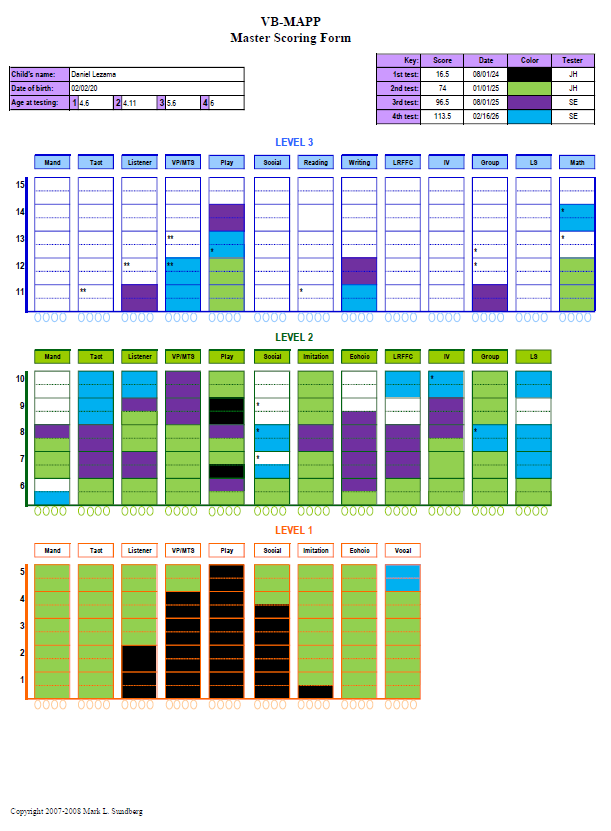 VB-MAPP
Master Scoring Form
Child's name: Daniel Lezama
Date of birth: 02/02/20
Age at testing: 1 4.6 2 4.11 3 5.6 4 6
Key: Score Date Color Tester
1st test: 16.5 08/01/24 JH
2nd test: 74 01/01/25 JH
3rd test: 96.5 08/01/25 SE
4th test: 113.5 02/16/26 SE
LEVEL 3
Mand Tact Listener VP/MTS Play Social Reading Writing LRFFC IV Group LS Math
15
14 *
13 ** * * *
12 ** ** *
11 ** *
LEVEL 2
Mand Tact Listener VP/MTS Play Social Imitation Echoic LRFFC IV Group LS
10 *
9 *
8 * *
7 *
6
LEVEL 1
Mand Tact Listener VP/MTS Play Social Imitation Echoic Vocal
5
4
3
2
1
Copyright 2007-2008 Mark L. Sundberg